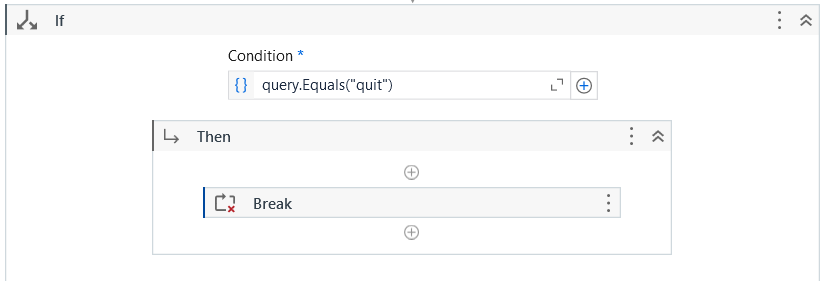 If
Condition *
{} query.Equals("quit")
Then
Break